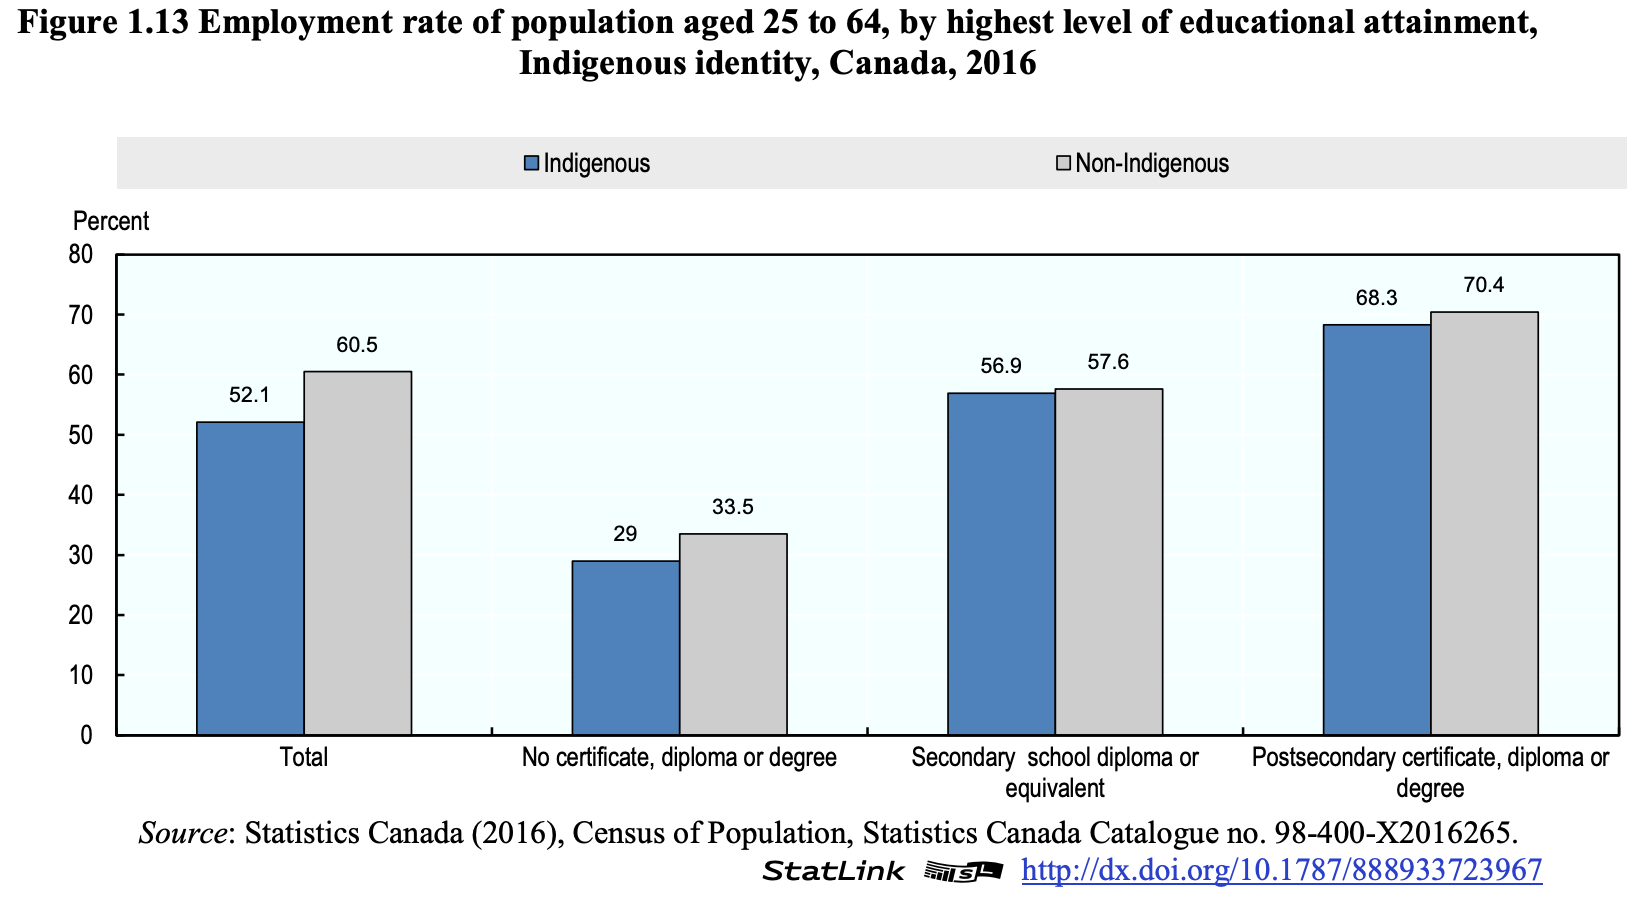 Figure 1.13 Employment rate of population aged 25 to 64, by highest level of educational attainment,
Indigenous identity, Canada, 2016
Indigenous
Non-Indigenous
Percent
80
70
60
50
40
30
20
10
0
52.1
60.5
29
33.5
56.9
57.6
68.3
70.4
Total
No certificate, diploma or degree
Secondary school diploma or
equivalent
Postsecondary certificate, diploma or
degree
Source: Statistics Canada (2016), Census of Population, Statistics Canada Catalogue no. 98-400-X2016265.
StatLink SL http://dx.doi.org/10.1787/888933723967